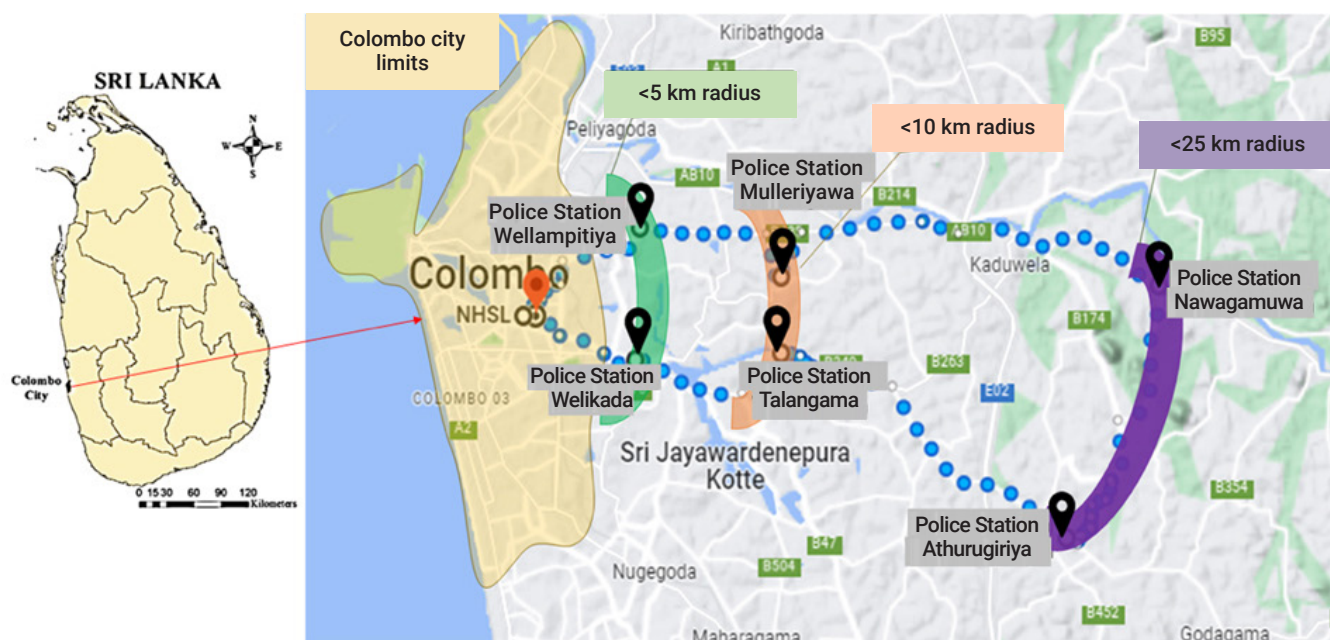 SRI LANKA
N
W
E
S
Colombo
City
0 15 30 60 90 120
Kilometers
Colombo city
limits
<5 km radius
<10 km radius
<25 km radius
Kiribathgoda
B95
A1
Peliyagoda
AB10
B214
AB10
Police Station
Mulleriyawa
Police Station
Wellampitiya
Colombo
NHSL
Kaduwela
Police Station
Nawagamuwa
B174
B263
E02
Police Station
Welikada
Police Station
Talangama
COLOMBO 03
A2
Sri Jayawardenepura
Kotte
B354
Police Station
Athurugiriya
B47
B504
Nugegoda
B452
Maharagama
Godagama